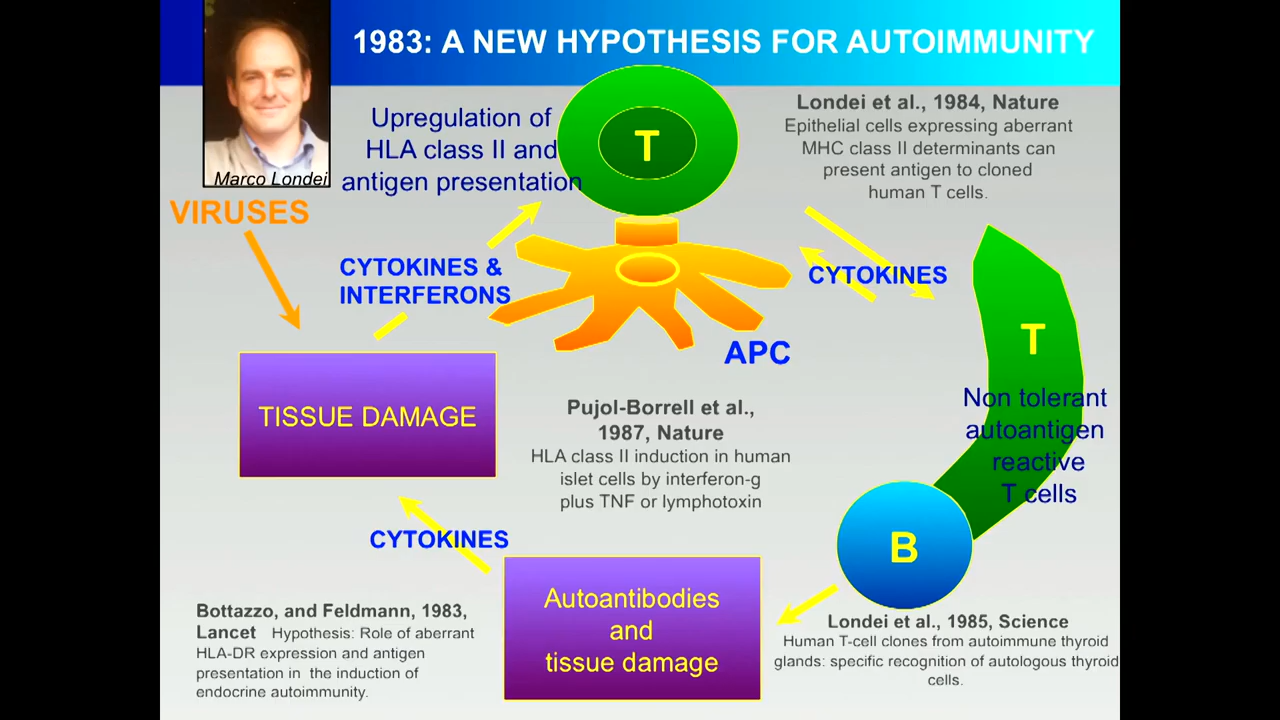 1983: A NEW HYPOTHESIS FOR AUTOIMMUNITY
Marco Londei
Upregulation of
HLA class II and
antigen presentation
T
Londei et al., 1984, Nature
Epithelial cells expressing aberrant
MHC class II determinants can
present antigen to cloned
human T cells.
VIRUSES
CYTOKINES &
INTERFERONS
CYTOKINES
APC
T
Non tolerant
autoantigen
reactive
T cells
TISSUE DAMAGE
Pujol-Borrell et al.,
1987, Nature
HLA class II induction in human
islet cells by interferon-g
plus TNF or lymphotoxin
B
CYTOKINES
Autoantibodies
and
tissue damage
Bottazzo, and Feldmann, 1983,
Lancet Hypothesis: Role of aberrant
HLA-DR expression and antigen
presentation in the induction of
endocrine autoimmunity.
Londei et al., 1985, Science
Human T-cell clones from autoimmune thyroid
glands: specific recognition of autologous thyroid
cells.